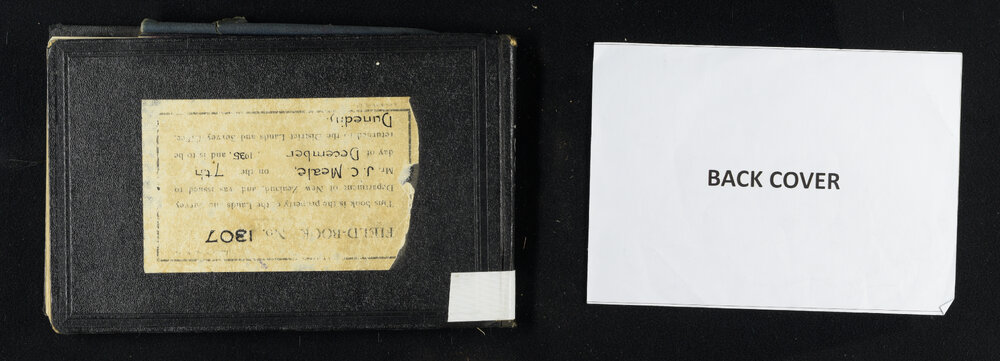 FIELD-BOOK No. 1307
This book is the property of the Lands and Survey
Department of New Zealand, and was issued to
Mr. J. C Meale, on the 7th
day of December, 1935, and is to be
returned to the District Lands and Survey Office,
Dunedin.
BACK COVER